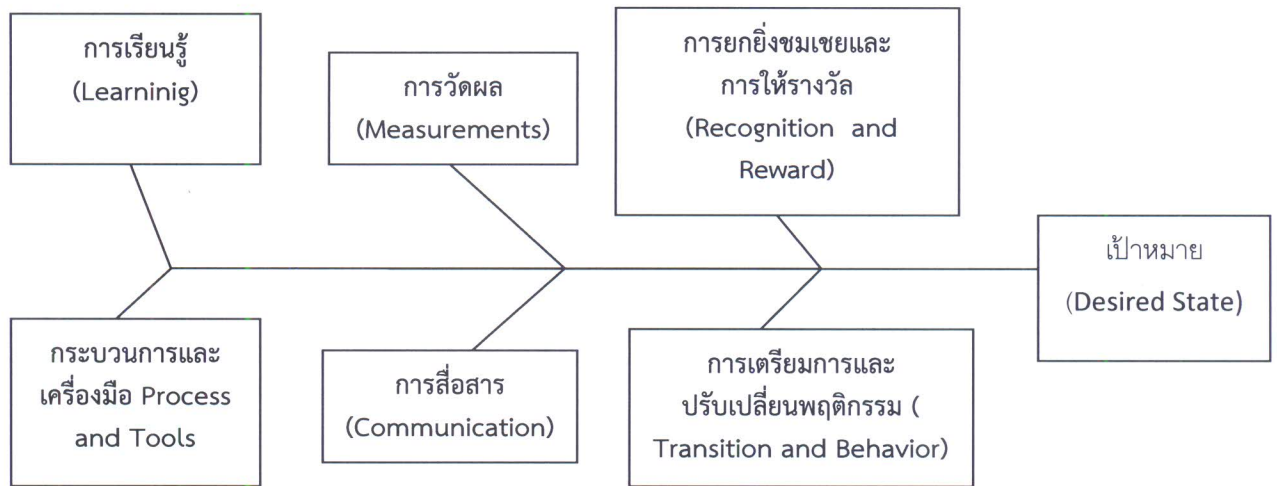 การเรียนรู้
(Learninig)
การวัดผล
(Measurements)
การยกยิ่งชมเชยและ
การให้รางวัล
(Recognition and
Reward)
เป้าหมาย
(Desired State)
กระบวนการและ
เครื่องมือ Process
and Tools
การสื่อสาร
(Communication)
การเตรียมการและ
ปรับเปลี่ยนพฤติกรรม (
Transition and Behavior)